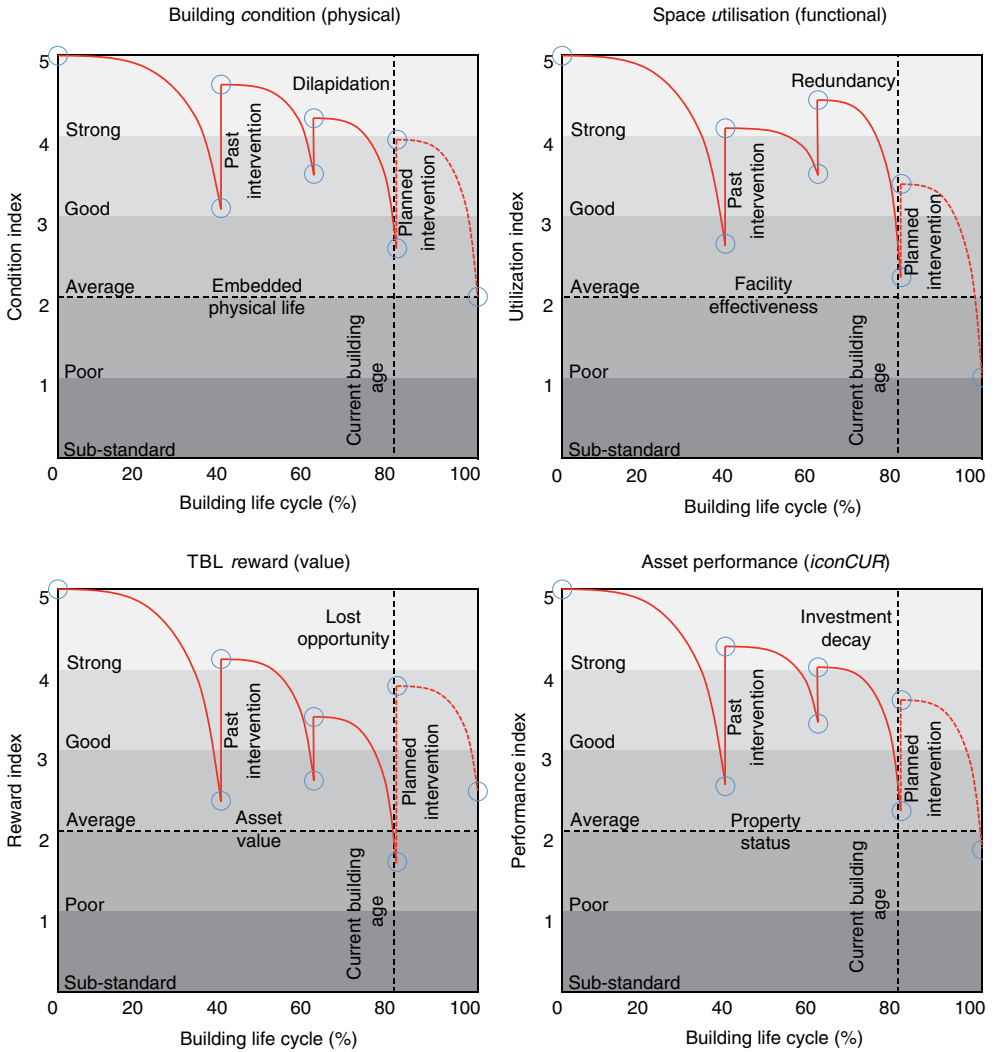 Building condition (physical)
5
4
3
2
1
Condition index
Strong
Good
Average
Poor
Sub-standard
Dilapidation
Past
intervention
Planned
intervention
Embedded
physical life
Current building
age
0
20
40
60
80
100
Building life cycle (%)
Space utilisation (functional)
5
4
3
2
1
Utilization index
Strong
Good
Average
Poor
Sub-standard
Redundancy
Past
intervention
Planned
intervention
Facility
effectiveness
Current building
age
0
20
40
60
80
100
Building life cycle (%)
TBL reward (value)
5
4
3
2
1
Reward index
Strong
Good
Average
Poor
Sub-standard
Lost
opportunity
Past
intervention
Planned
intervention
Asset
value
Current building
age
0
20
40
60
80
100
Building life cycle (%)
Asset performance (iconCUR)
5
4
3
2
1
Performance index
Strong
Good
Average
Poor
Sub-standard
Investment
decay
Past
intervention
Planned
intervention
Property
status
Current building
age
0
20
40
60
80
100
Building life cycle (%)